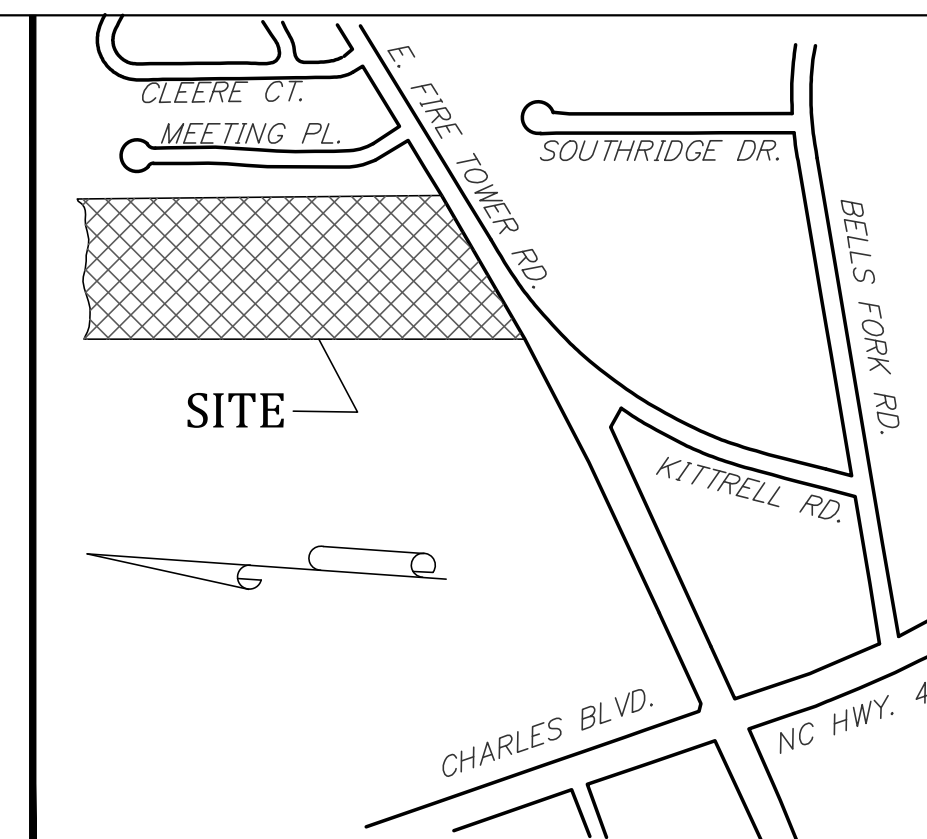 CLEERE CT.
MEETING PL.
E. FIRE TOWER RD.
SOUTHRIDGE DR.
BELLS FORK RD.
SITE
KITTRELL RD.
CHARLES BLVD.
NC HWY. 4